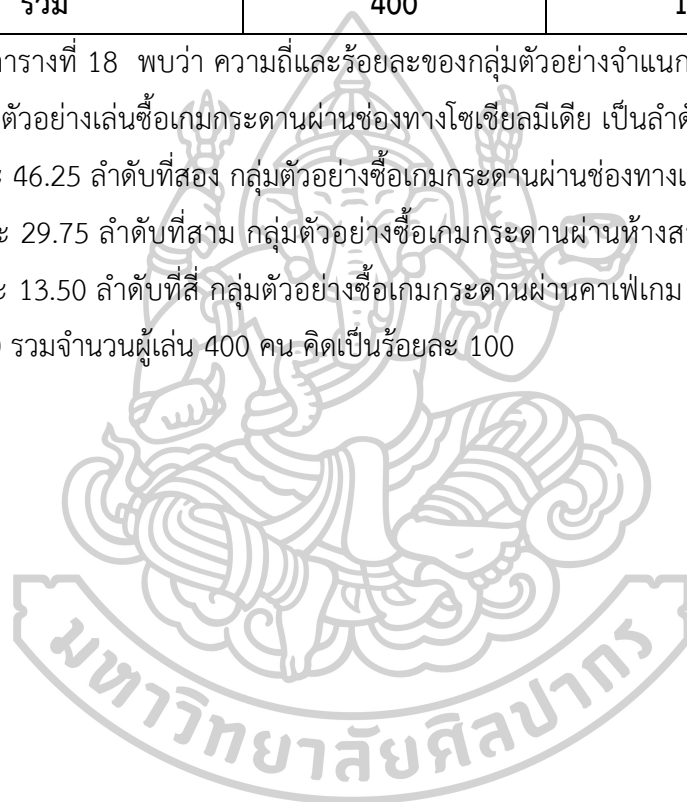 รวม 400 1
ตารางที่ 18 พบว่า ความถี่และร้อยละของกลุ่มตัวอย่างจำแนก
ตัวอย่างเล่นซื้อเกมกระดานผ่านช่องทางโซเชียลมีเดีย เป็นลำดั
46.25 ลำดับที่สอง กลุ่มตัวอย่างซื้อเกมกระดานผ่านช่องทาง
29.75 ลำดับที่สาม กลุ่มตัวอย่างซื้อเกมกระดานผ่านห้าง
13.50 ลำดับที่สี่ กลุ่มตัวอย่างซื้อเกมกระดานผ่านคาเฟ่เกม
รวมจำนวนผู้เล่น 400 คน คิดเป็นร้อยละ 100
มหาวิทยาลัยศิลปากร